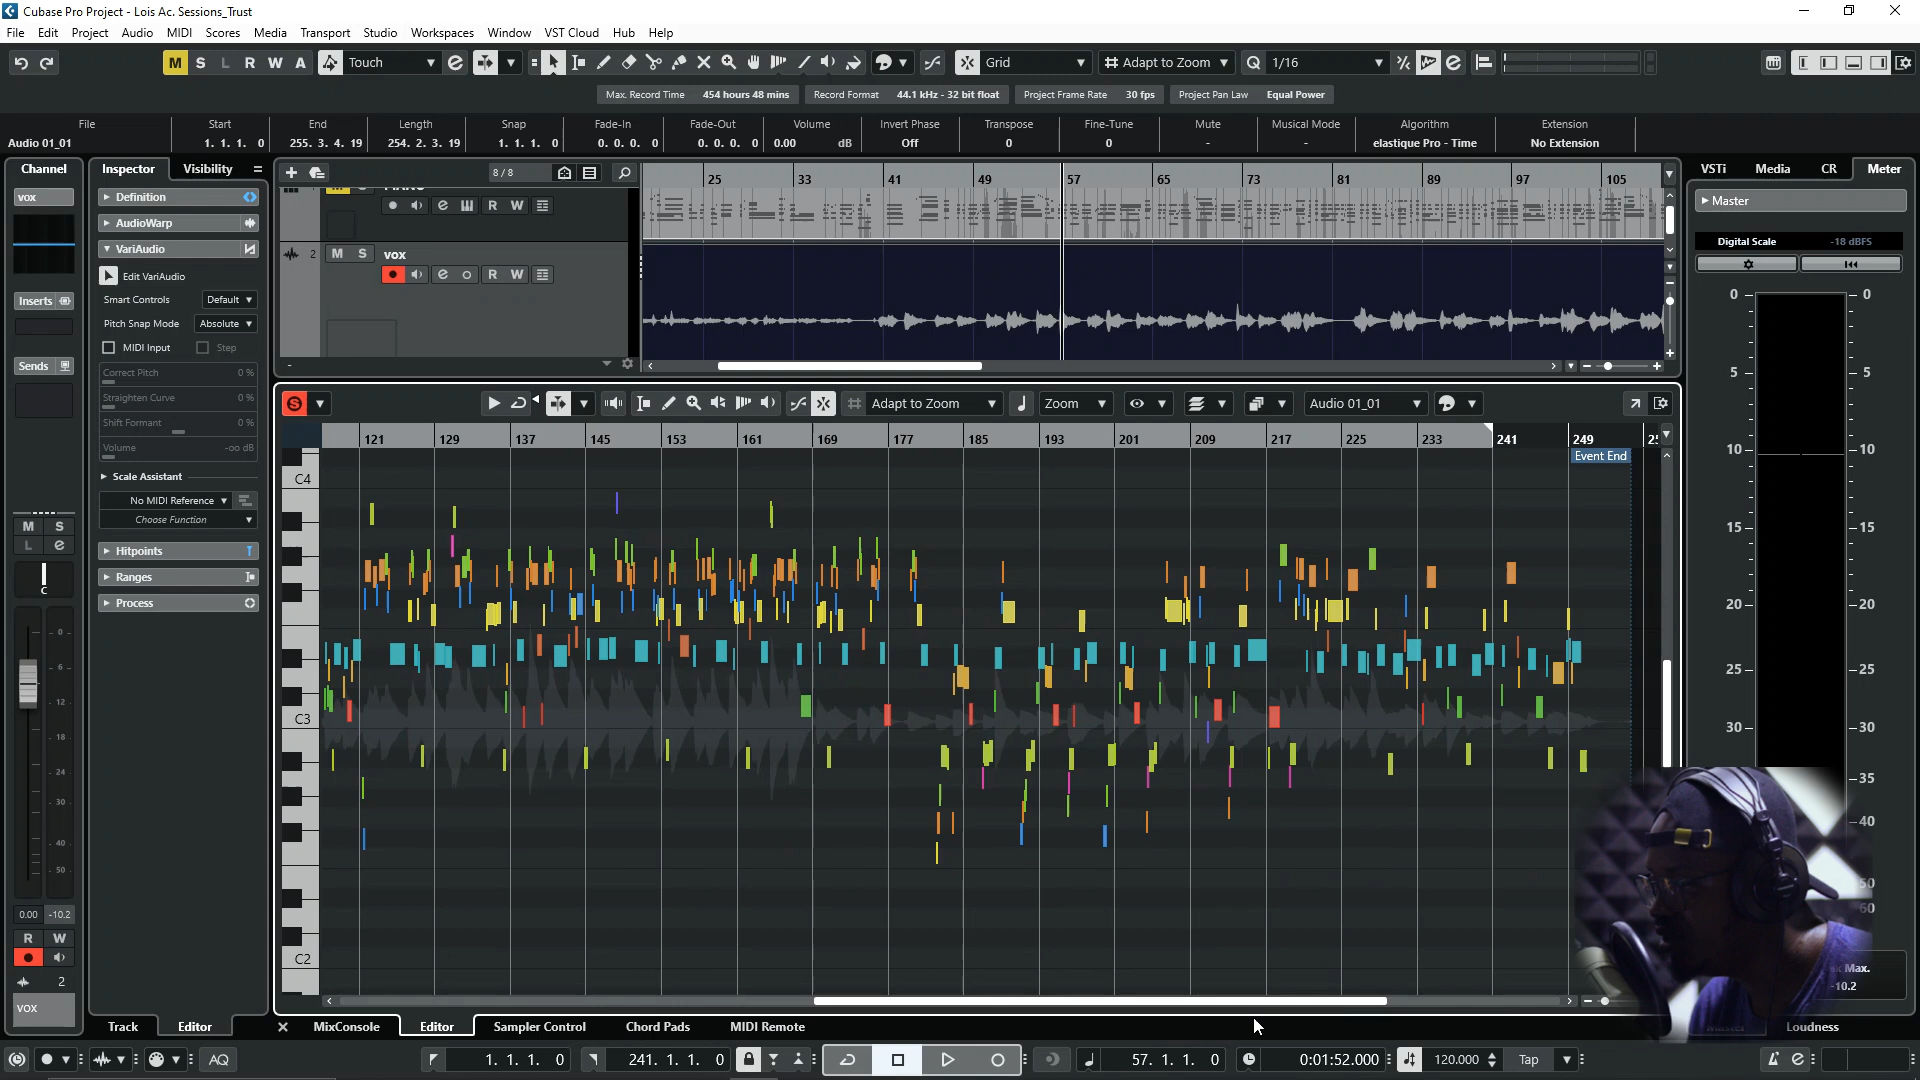 Cubase Pro Project - Lois Ac. Sessions_Trust
File Edit Project Audio MIDI Scores Media Transport Studio Workspaces Window VST Cloud Hub Help
M S L R W A Touch Grid Adapt to Zoom Q 1/16
Max. Record Time 454 hours 48 mins Record Format 44.1 kHz - 32 bit float Project Frame Rate 30 fps Project Pan Law Equal Power
File Start End Length Snap Fade-In Fade-Out Volume Invert Phase Transpose Fine-Tune Mute Musical Mode Algorithm Extension
Audio 01_01 1. 1. 1. 0 255. 3. 4. 19 254. 2. 3. 19 1. 1. 1. 0 0. 0. 0. 0 0. 0. 0. 0 0.00 dB Off 0 0 - - elastique Pro - Time No Extension
Channel Inspector Visibility 8 / 8 25 33 41 49 57 65 73 81 89 97 105 VSTi Media CR Meter
vox Definition Master
AudioWarp R W
VariAudio 2 M S vox Digital Scale -18 dBFS
Edit VariAudio R W
Inserts Smart Controls Default
Pitch Snap Mode Absolute
MIDI Input Step
Sends Correct Pitch 0 %
Straighten Curve 0 %
Shift Formant 0 %
Volume -oo dB
Scale Assistant
No MIDI Reference
Choose Function
Hitpoints
Ranges
Process
S Adapt to Zoom Zoom Audio 01_01
121 129 137 145 153 161 169 177 185 193 201 209 217 225 233 241 249
Event End
C4
C3
C2
M S
L e
C
0
6
12
18
24
30
40
50
0.00 -10.2
R W
2
vox
0 0
5 5
10 10
15 15
20 20
25 25
30 30
35
40
50
60
Max.
-10.2
Track Editor MixConsole Editor Sampler Control Chord Pads MIDI Remote Master Loudness
AQ 1. 1. 1. 0 241. 1. 1. 0 57. 1. 1. 0 0:01:52.000 120.000 Tap